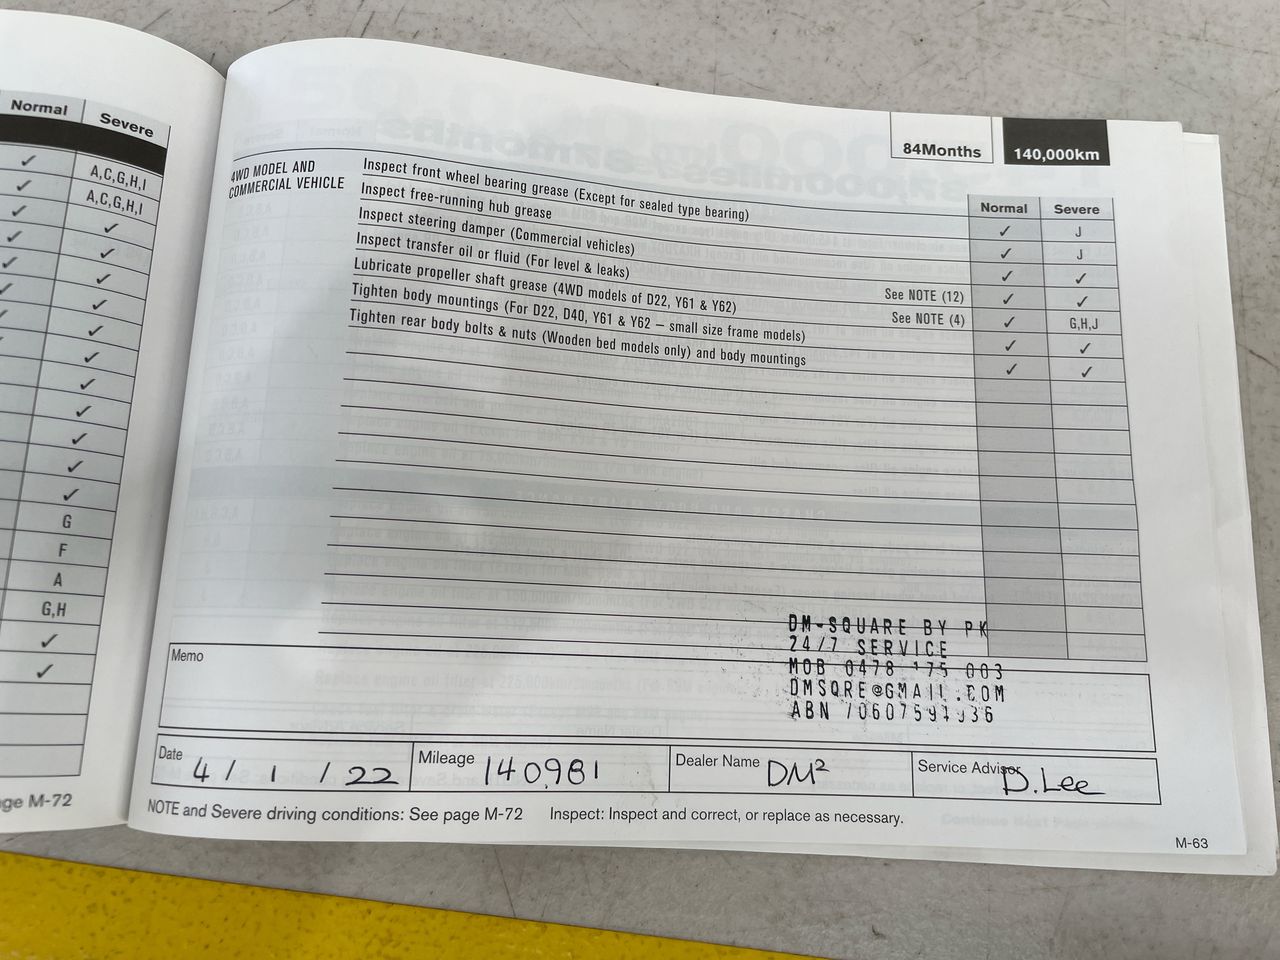 Normal Severe
✓ A,C,G,H,I
✓ A,C,G,H,I
✓ ✓
✓ ✓
✓ ✓
✓ ✓
✓
✓
✓
✓
✓
✓
✓
G
F
A
G,H
✓
✓
84Months 140,000km
Normal Severe
4WD MODEL AND
COMMERCIAL VEHICLE
Inspect front wheel bearing grease (Except for sealed type bearing) ✓ J
Inspect free-running hub grease ✓ J
Inspect steering damper (Commercial vehicles) ✓ ✓
Inspect transfer oil or fluid (For level & leaks) See NOTE (12) ✓ ✓
Lubricate propeller shaft grease (4WD models of D22, Y61 & Y62) See NOTE (4) ✓ G,H,J
Tighten body mountings (For D22, D40, Y61 & Y62 – small size frame models) ✓ ✓
Tighten rear body bolts & nuts (Wooden bed models only) and body mountings ✓ ✓
DM-SQUARE BY PK
24/7 SERVICE
MOB 0478 175 003
DMSQRE@GMAIL.COM
ABN
Memo
Date 4 / 1 / 22 Mileage 140981 Dealer Name DM² Service Advisor D.Lee
NOTE and Severe driving conditions: See page M-72 Inspect: Inspect and correct, or replace as necessary.
M-72
M-63